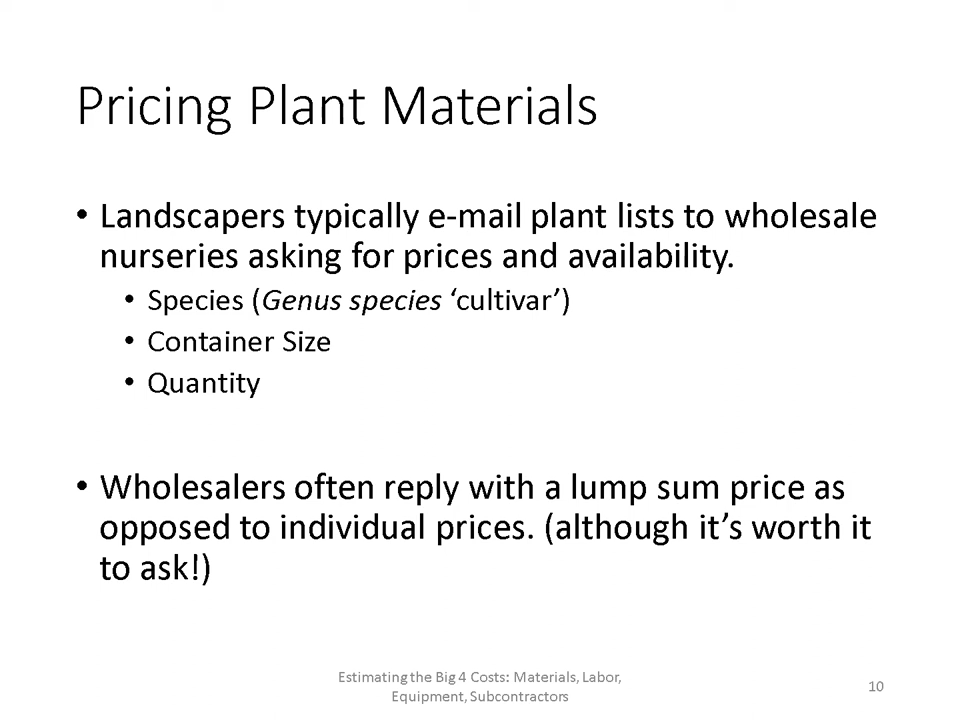 Pricing Plant Materials
• Landscapers typically e-mail plant lists to wholesale
nurseries asking for prices and availability.
• Species (Genus species ‘cultivar’)
• Container Size
• Quantity
• Wholesalers often reply with a lump sum price as
opposed to individual prices. (although it’s worth it
to ask!)
Estimating the Big 4 Costs: Materials, Labor,
Equipment, Subcontractors
10